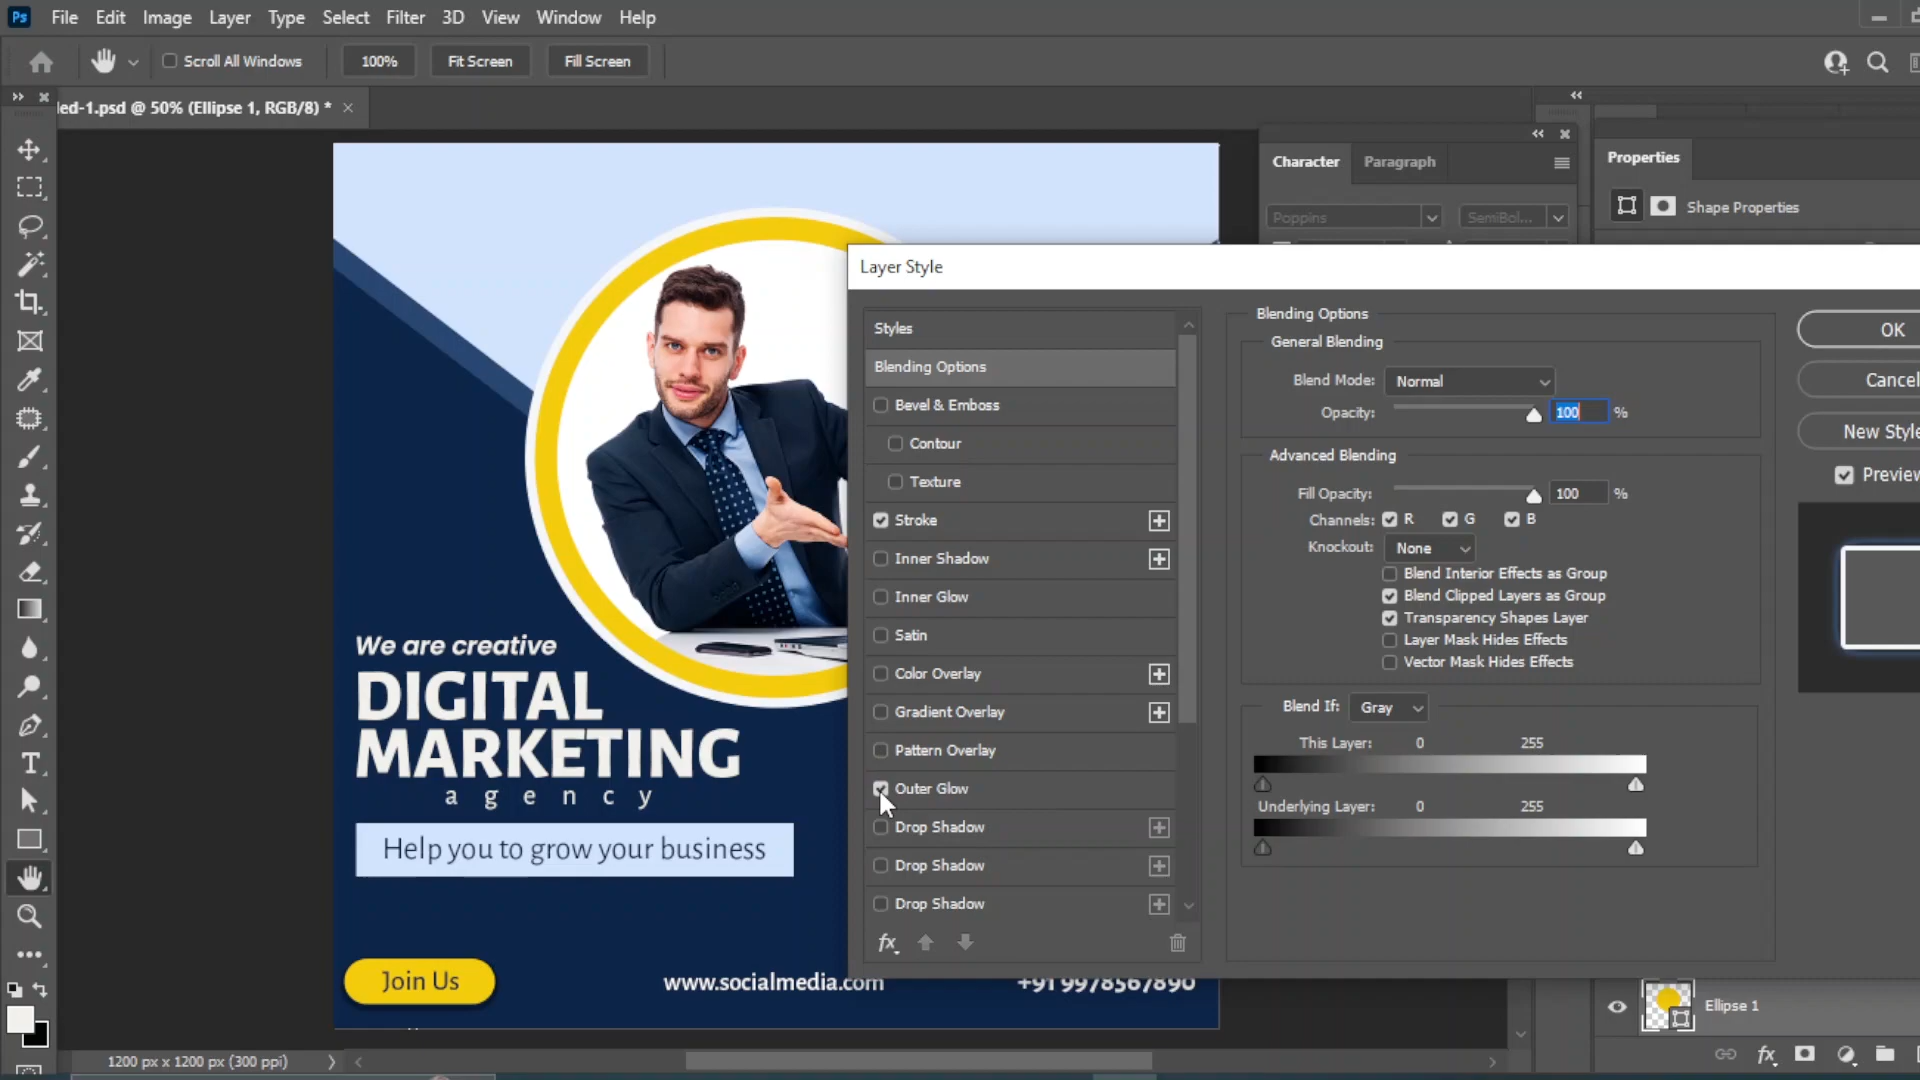 Ps File Edit Image Layer Type Select Filter 3D View Window Help
Scroll All Windows 100% Fit Screen Fill Screen
led-1.psd @ 50% (Ellipse 1, RGB/8) * ×
Character Paragraph
Properties
Poppins SemiBol...
Shape Properties
Layer Style
Styles
Blending Options
Bevel & Emboss
Contour
Texture
Stroke
Inner Shadow
Inner Glow
Satin
Color Overlay
Gradient Overlay
Pattern Overlay
Outer Glow
Drop Shadow
Drop Shadow
Drop Shadow
fx
Blending Options
General Blending
Blend Mode: Normal
Opacity: 100 %
Advanced Blending
Fill Opacity: 100 %
Channels: R G B
Knockout: None
Blend Interior Effects as Group
Blend Clipped Layers as Group
Transparency Shapes Layer
Layer Mask Hides Effects
Vector Mask Hides Effects
Blend If: Gray
This Layer: 0 255
Underlying Layer: 0 255
OK
Cancel
New Style
Preview
We are creative
DIGITAL
MARKETING
agency
Help you to grow your business
Join Us
www.socialmedia.com
+91 9978567890
Ellipse 1
1200 px x 1200 px (300 ppi)
fx